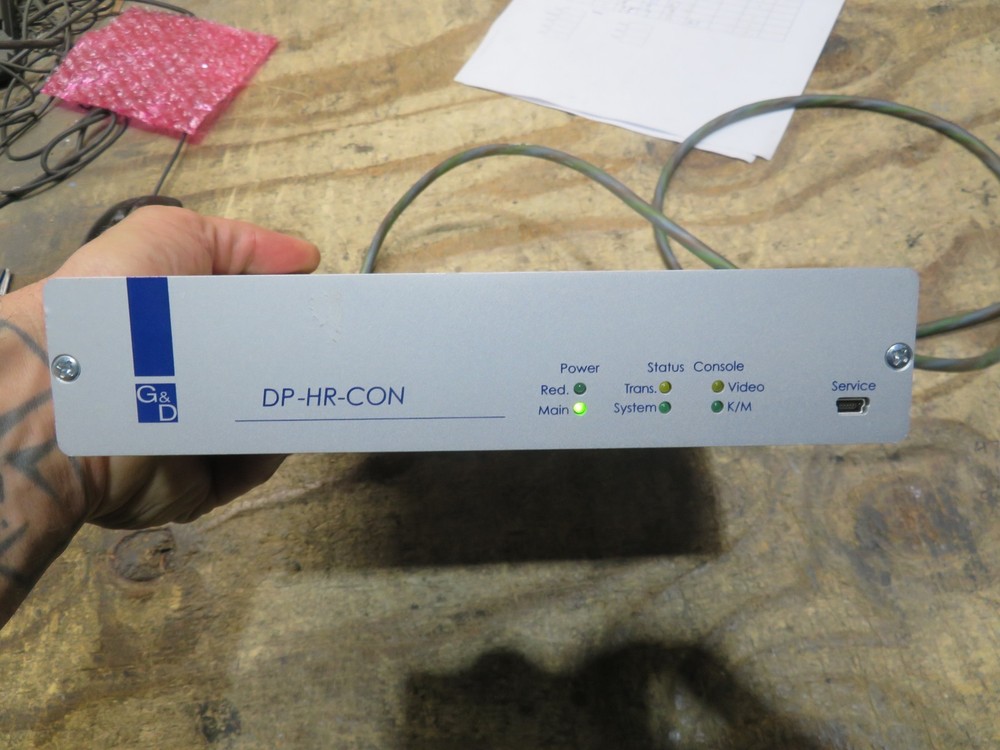 G&D
DP-HR-CON
Power
Red.
Main
Status
Trans.
System
Console
Video
K/M
Service